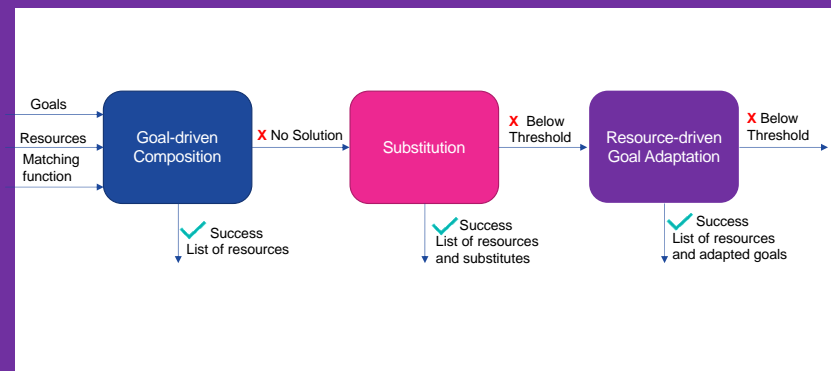 Goals
Resources
Matching
function
Goal-driven
Composition
X No Solution
Success
List of resources
Substitution
X Below
Threshold
Success
List of resources
and substitutes
Resource-driven
Goal Adaptation
X Below
Threshold
Success
List of resources
and adapted goals